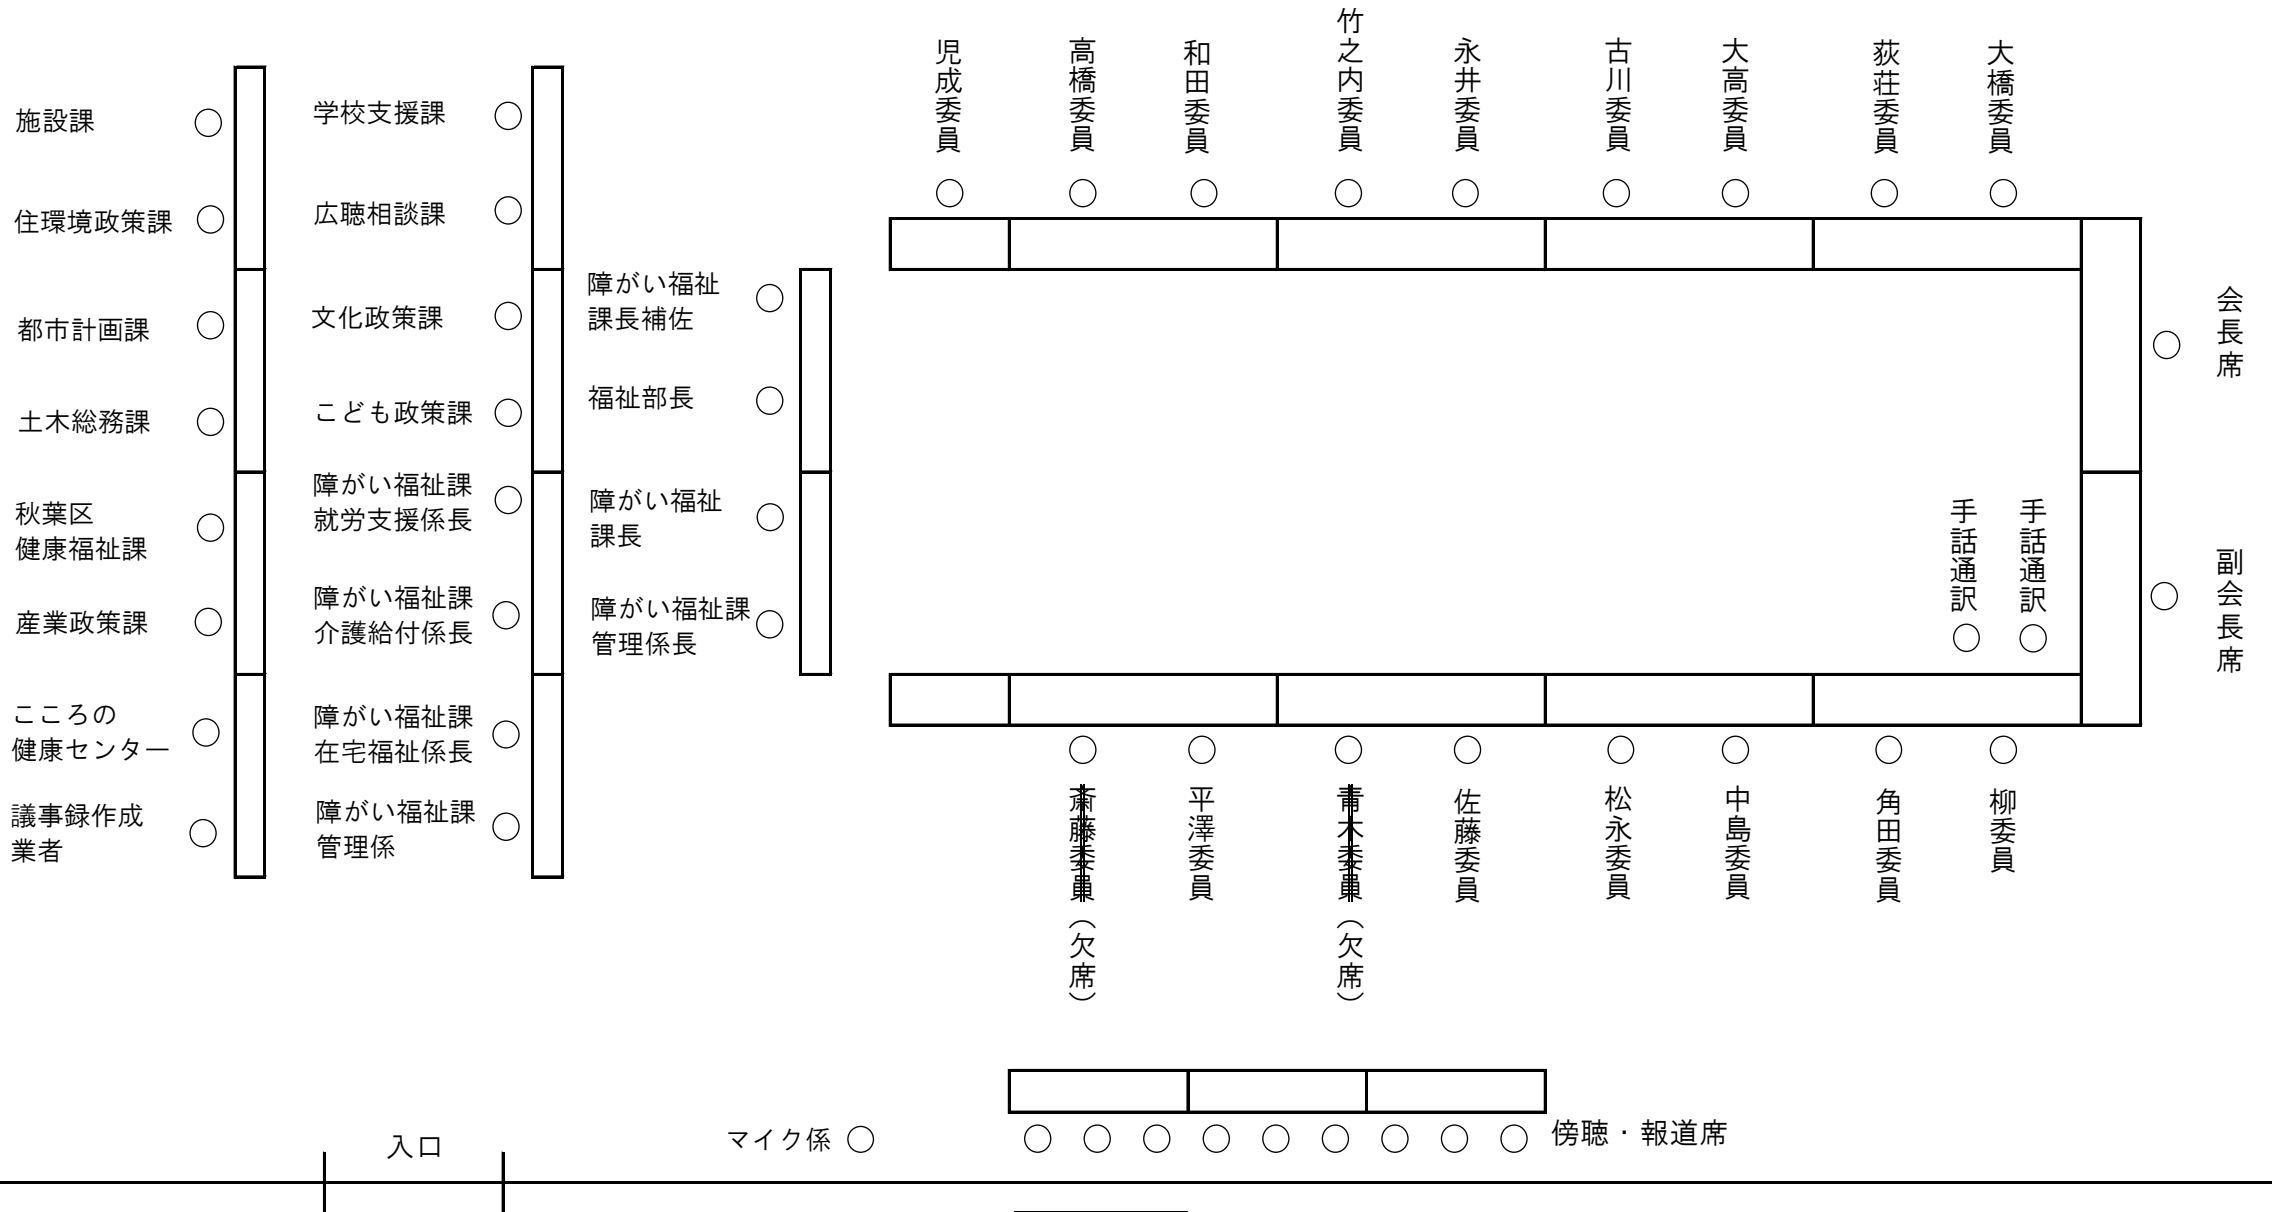 児成委員
高橋委員
和田委員
竹之内委員
永井委員
古川委員
大高委員
荻荘委員
大橋委員
施設課
住環境政策課
都市計画課
土木総務課
秋葉区
健康福祉課
産業政策課
こころの
健康センター
議事録作成
業者
学校支援課
広聴相談課
文化政策課
こども政策課
障がい福祉課
就労支援係長
障がい福祉課
介護給付係長
障がい福祉課
在宅福祉係長
障がい福祉課
管理係
障がい福祉
課長補佐
福祉部長
障がい福祉
課長
障がい福祉課
管理係長
会長席
副会長席
手話通訳
手話通訳
斎藤委員（欠席）
平澤委員
青木委員（欠席）
佐藤委員
松永委員
中島委員
角田委員
柳委員
マイク係
傍聴・報道席
入口